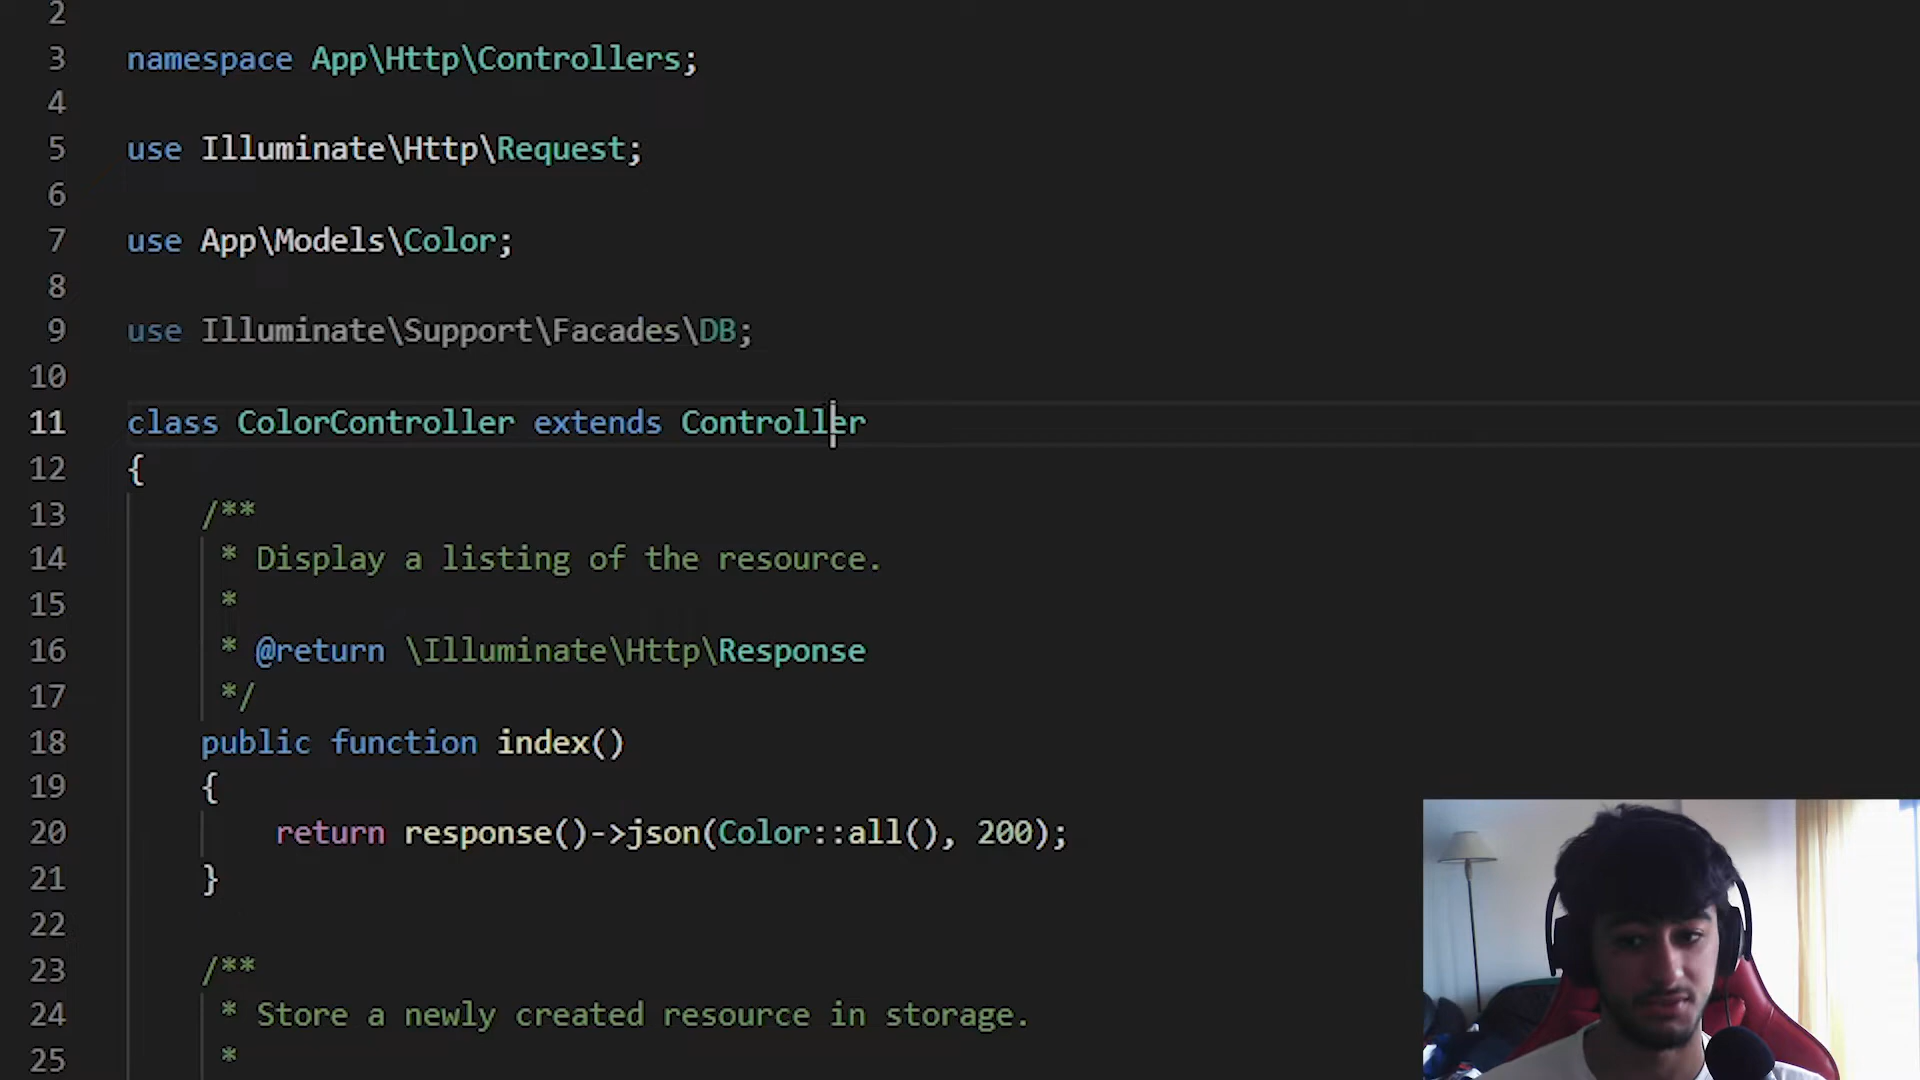 2
3 namespace App\Http\Controllers;
4
5 use Illuminate\Http\Request;
6
7 use App\Models\Color;
8
9 use Illuminate\Support\Facades\DB;
10
11 class ColorController extends Controller
12 {
13 /**
14 * Display a listing of the resource.
15 *
16 * @return \Illuminate\Http\Response
17 */
18 public function index()
19 {
20 return response()->json(Color::all(), 200);
21 }
22
23 /**
24 * Store a newly created resource in storage.
25 *